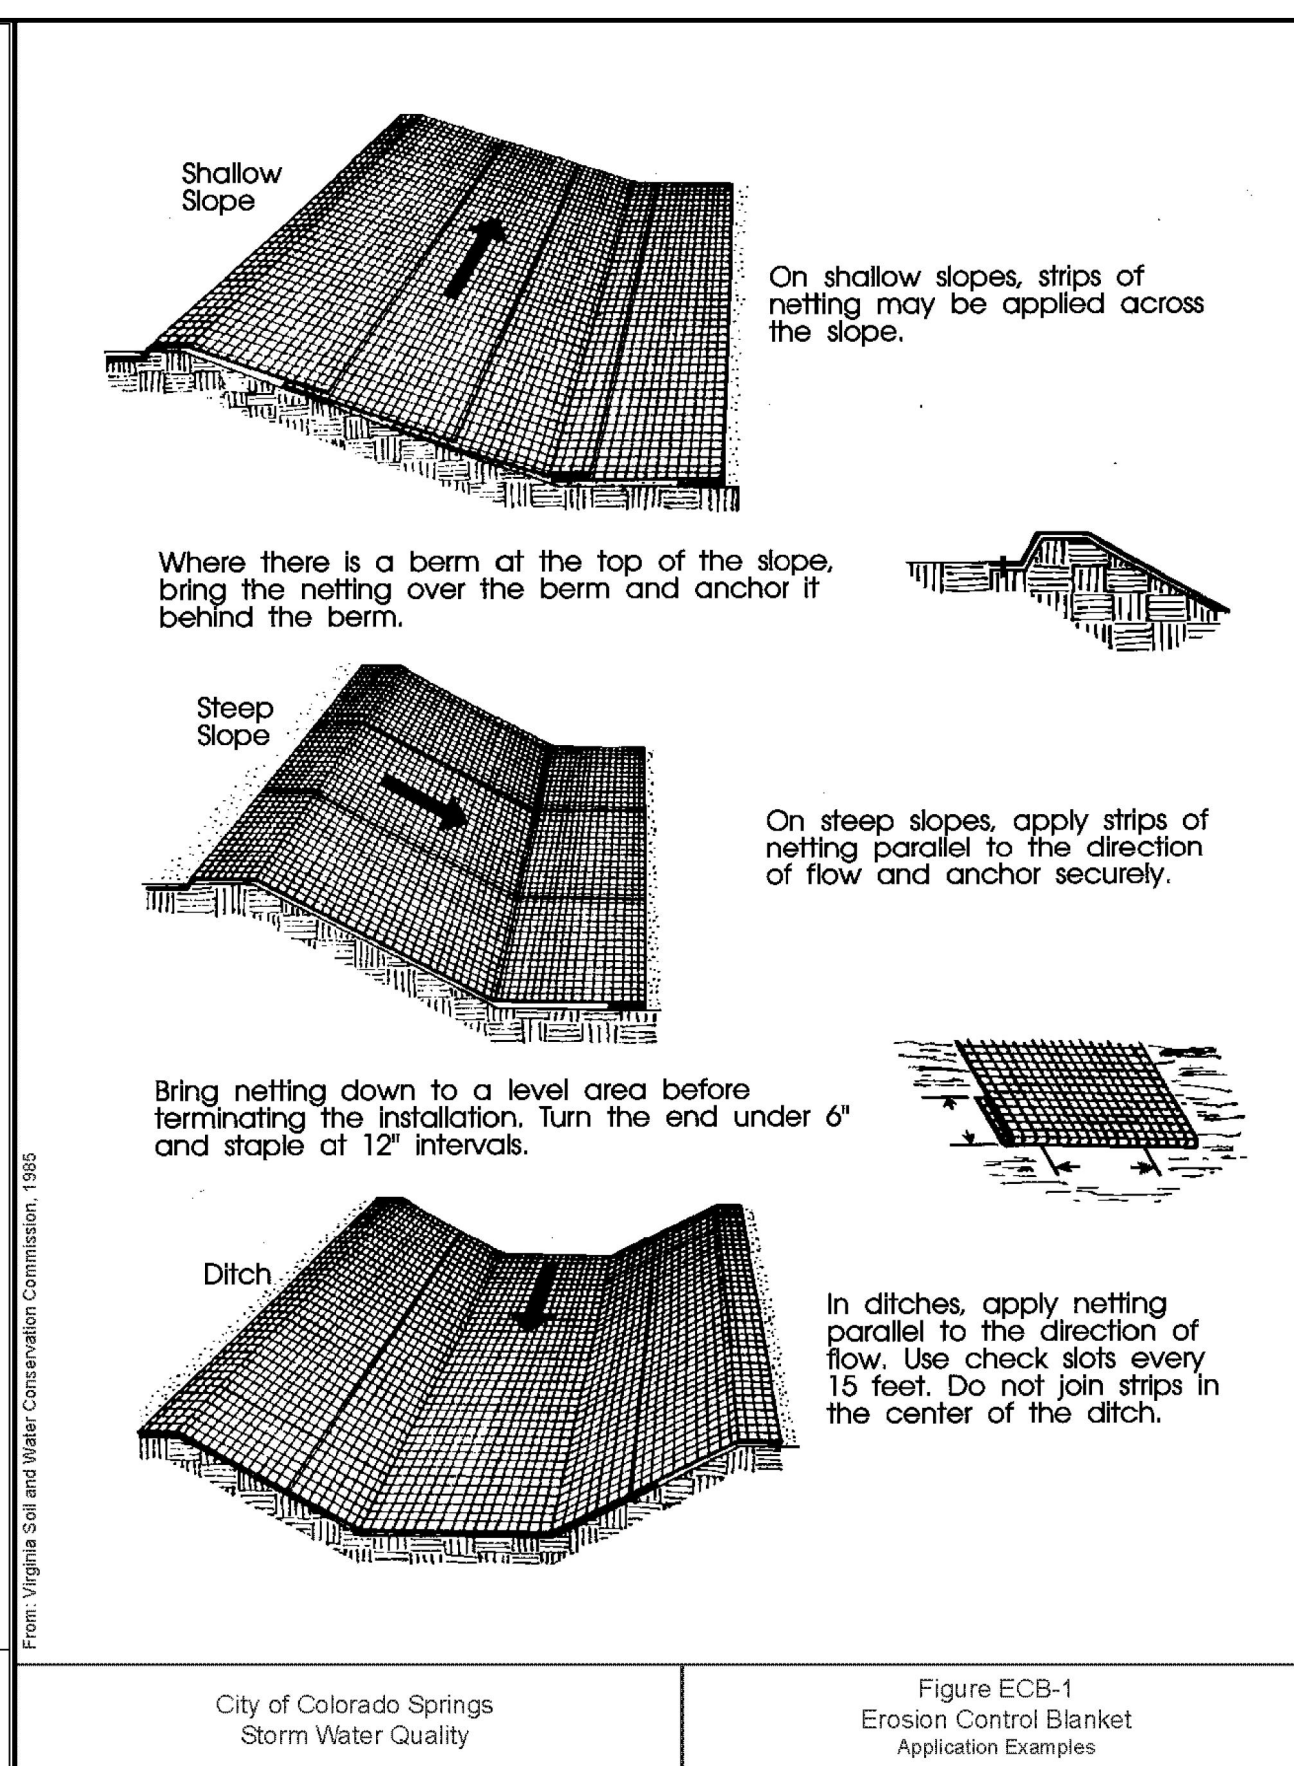 Shallow
Slope
On shallow slopes, strips of
netting may be applied across
the slope.
Where there is a berm at the top of the slope,
bring the netting over the berm and anchor it
behind the berm.
Steep
Slope
On steep slopes, apply strips of
netting parallel to the direction
of flow and anchor securely.
Bring netting down to a level area before
terminating the installation. Turn the end under 6"
and staple at 12" intervals.
Ditch
In ditches, apply netting
parallel to the direction of
flow. Use check slots every
15 feet. Do not join strips in
the center of the ditch.
From: Virginia Soil and Water Conservation Commission, 1985
City of Colorado Springs
Storm Water Quality
Figure ECB-1
Erosion Control Blanket
Application Examples